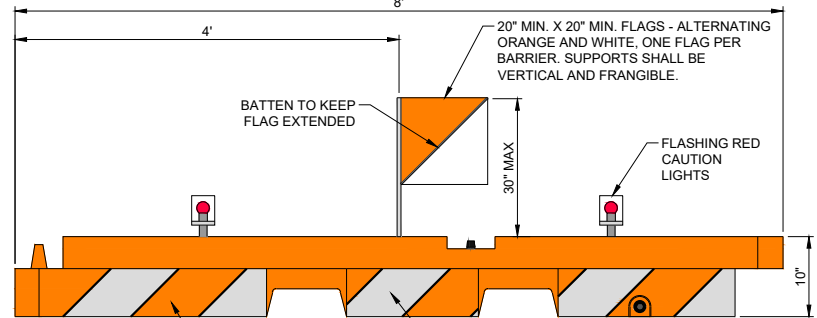 8'
4'
20" MIN. X 20" MIN. FLAGS - ALTERNATING
ORANGE AND WHITE, ONE FLAG PER
BARRIER. SUPPORTS SHALL BE
VERTICAL AND FRANGIBLE.
BATTEN TO KEEP
FLAG EXTENDED
30" MAX
FLASHING RED
CAUTION
LIGHTS
10"